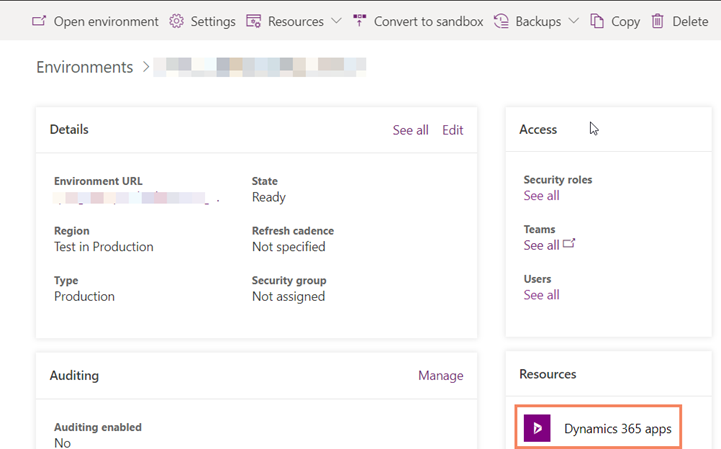 Open environment Settings Resources Convert to sandbox Backups Copy Delete
Environments >
Details See all Edit
Environment URL State
Ready
Region Refresh cadence
Test in Production Not specified
Type Security group
Production Not assigned
Access
Security roles
See all
Teams
See all
Users
See all
Auditing Manage
Auditing enabled
No
Resources
Dynamics 365 apps